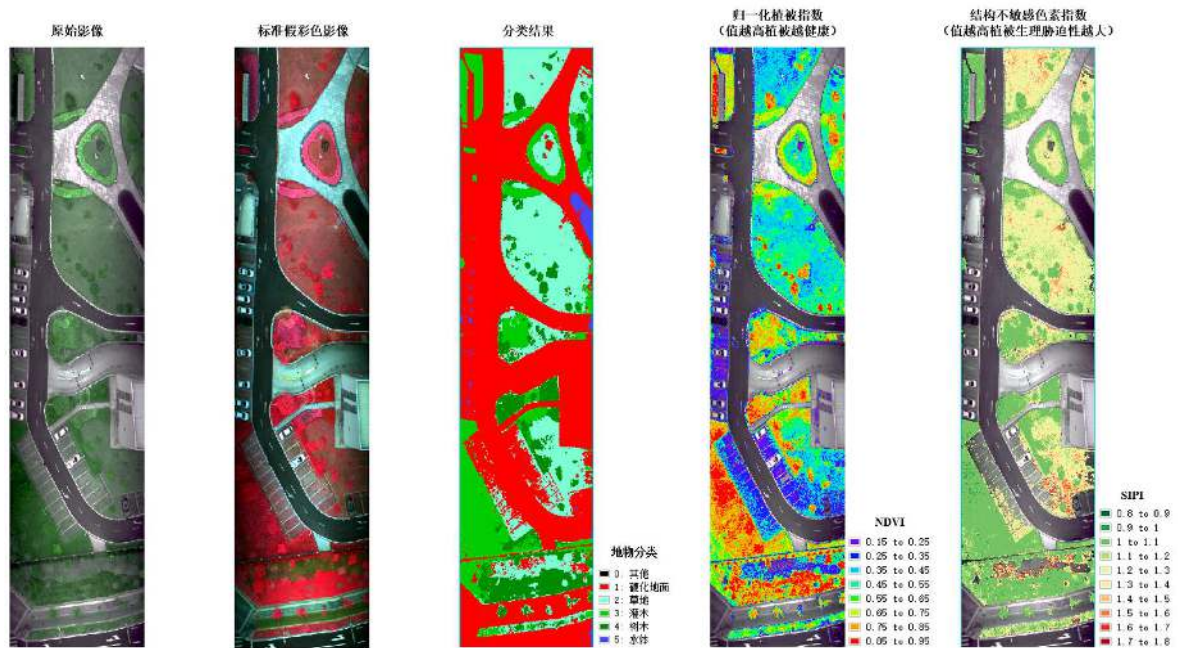 原始影像
标准假彩色影像
分类结果
归一化植被指数
（值越高植被越健康）
结构不敏感色素指数
（值越高植被生理胁迫性越大）
地物分类
0: 其他
1: 硬化地面
2: 草地
3: 灌木
4: 树木
5: 水体
NDVI
0.15 to 0.25
0.25 to 0.35
0.35 to 0.45
0.45 to 0.55
0.55 to 0.65
0.65 to 0.75
0.75 to 0.85
0.85 to 0.95
SIPI
0.8 to 0.9
0.9 to 1
1 to 1.1
1.1 to 1.2
1.2 to 1.3
1.3 to 1.4
1.4 to 1.5
1.5 to 1.6
1.6 to 1.7
1.7 to 1.8